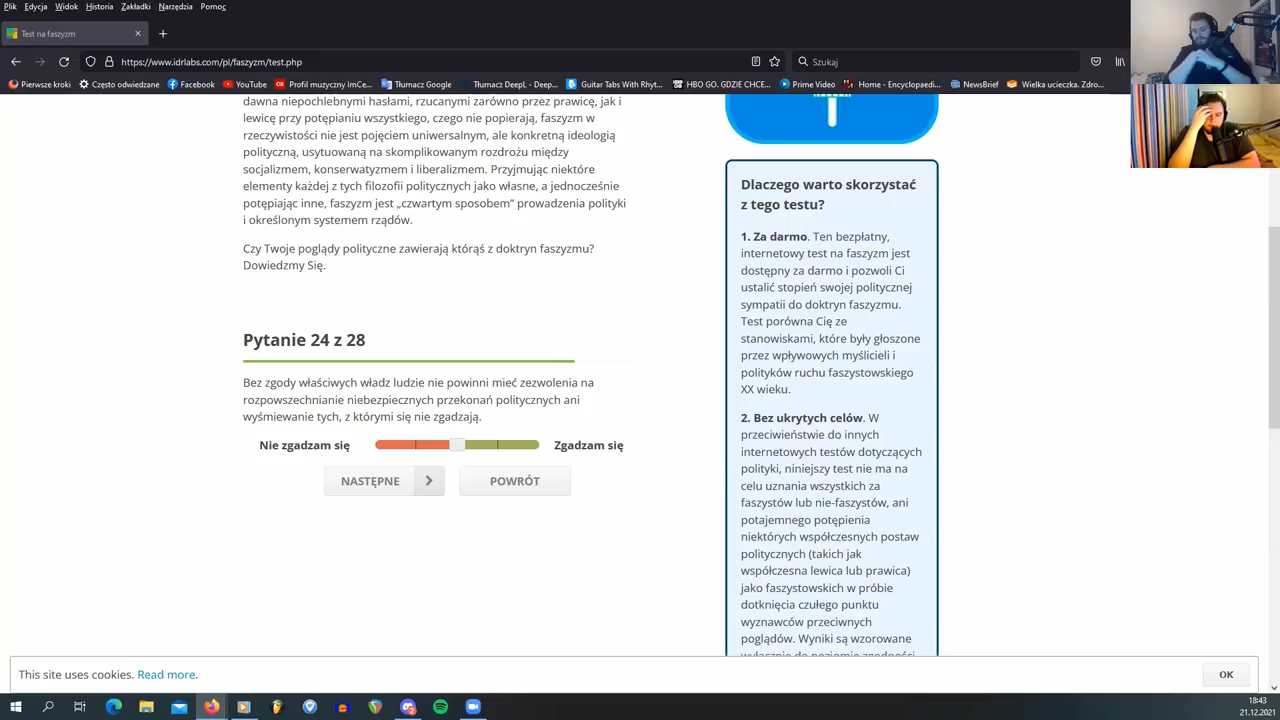 Plik Edycja Widok Historia Zakładki Narzędzia Pomoc
Test na faszyzm
https://www.idrlabs.com/pl/faszyzm/test.php
Szukaj
Pierwsze kroki Często odwiedzane Facebook YouTube Profil muzyczny ImCe... Tłumacz Google Tłumacz DeepL - DeepL... Guitar Tabs With Rhyt... HBO GO. GDZIE CHCE... Prime Video Home - Encyclopaedi... NewsBrief Wielka ucieczka. Zdro...
dawna niepochlebnymi hasłami, rzucanymi zarówno przez prawicę, jak i
lewicę przy potępianiu wszystkiego, czego nie popierają, faszyzm w
rzeczywistości nie jest pojęciem uniwersalnym, ale konkretną ideologią
polityczną, usytuowaną na skomplikowanym rozdrożu między
socjalizmem, konserwatyzmem i liberalizmem. Przyjmując niektóre
elementy każdej z tych filozofii politycznych jako własne, a jednocześnie
potępiając inne, faszyzm jest „czwartym sposobem” prowadzenia polityki
i określonym systemem rządów.
Czy Twoje poglądy polityczne zawierają którąś z doktryn faszyzmu?
Dowiedzmy Się.
Pytanie 24 z 28
Bez zgody właściwych władz ludzie nie powinni mieć zezwolenia na
rozpowszechnianie niebezpiecznych przekonań politycznych ani
wyśmiewanie tych, z którymi się nie zgadzają.
Nie zgadzam się Zgadzam się
NASTĘPNE POWRÓT
Dlaczego warto skorzystać
z tego testu?
1. Za darmo. Ten bezpłatny,
internetowy test na faszyzm jest
dostępny za darmo i pozwoli Ci
ustalić stopień swojej politycznej
sympatii do doktryn faszyzmu.
Test porówna Cię ze
stanowiskami, które były głoszone
przez wpływowych myślicieli i
polityków ruchu faszystowskiego
XX wieku.
2. Bez ukrytych celów. W
przeciwieństwie do innych
internetowych testów dotyczących
polityki, niniejszy test nie ma na
celu uznania wszystkich za
faszystów lub nie-faszystów, ani
potajemnego potępienia
niektórych współczesnych postaw
politycznych (takich jak
współczesna lewica lub prawica)
jako faszystowskich w próbie
dotknięcia czułego punktu
wyznawców przeciwnych
poglądów. Wyniki są wzorowane
wyłącznie do poziomie zgodności
This site uses cookies. Read more.
OK
18:43
21.12.2021